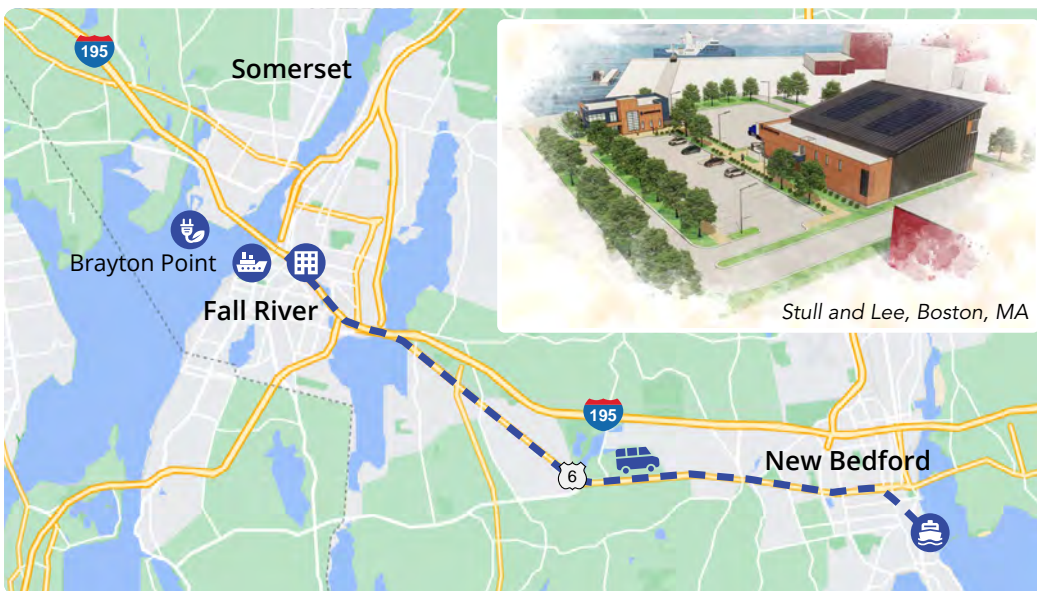 195
Somerset
Brayton Point
Fall River
Stull and Lee, Boston, MA
195
6
New Bedford